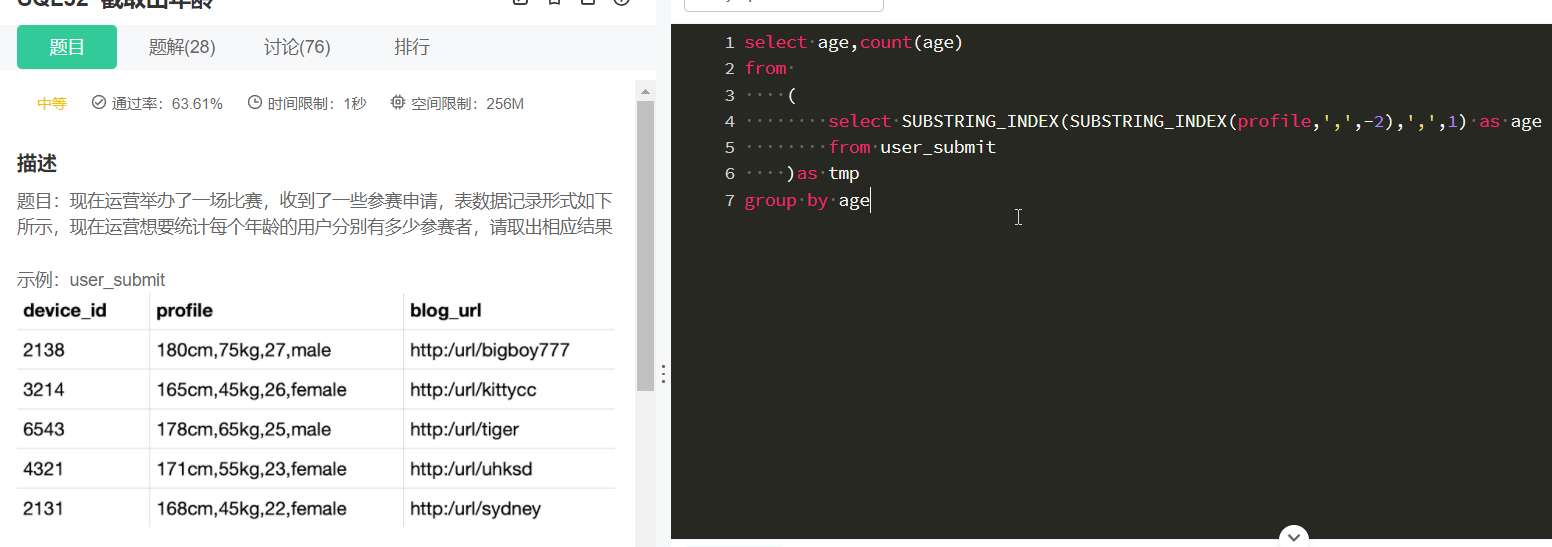 题目
题解(28)
讨论(76)
排行
中等
通过率：63.61%
时间限制：1秒
空间限制：256M
描述
题目：现在运营举办了一场比赛，收到了一些参赛申请，表数据记录形式如下
所示，现在运营想要统计每个年龄的用户分别有多少参赛者，请取出相应结果
示例：user_submit
device_id profile blog_url
2138 180cm,75kg,27,male http:/url/bigboy777
3214 165cm,45kg,26,female http:/url/kittycc
6543 178cm,65kg,25,male http:/url/tiger
4321 171cm,55kg,23,female http:/url/uhksd
2131 168cm,45kg,22,female http:/url/sydney
1 select age,count(age)
2 from
3 (
4 select SUBSTRING_INDEX(SUBSTRING_INDEX(profile,',',-2),',',1) as age
5 from user_submit
6 )as tmp
7 group by age